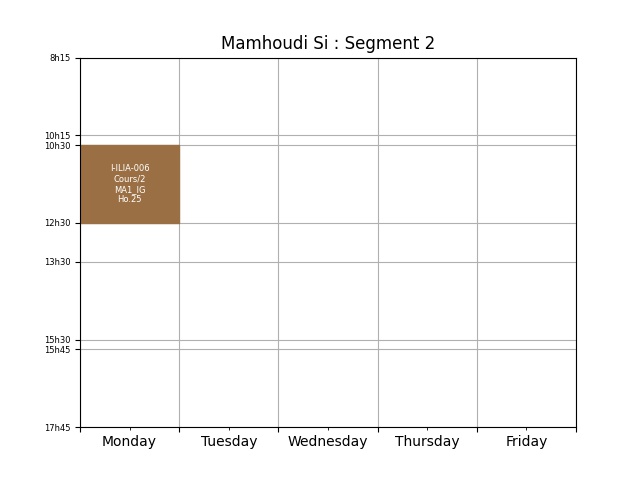 Mamhoudi Si : Segment 2
8h15
10h15
10h30
I-ILIA-006
Cours/2
MA1_IG
Ho.25
12h30
13h30
15h30
15h45
17h45
Monday Tuesday Wednesday Thursday Friday